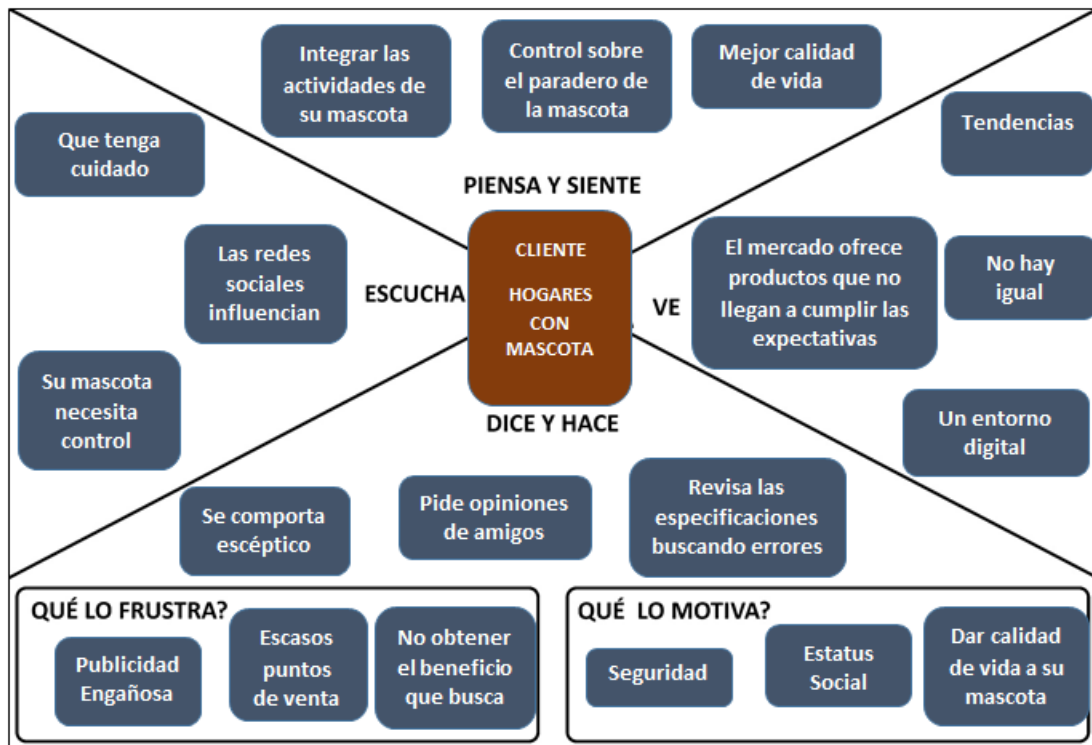 Integrar las
actividades de
su mascota
Control sobre
el paradero de
la mascota
Mejor calidad
de vida
Tendencias
Que tenga
cuidado
PIENSA Y SIENTE
Las redes
sociales
influencian
ESCUCHA
CLIENTE
HOGARES
CON
MASCOTA
VE
El mercado ofrece
productos que no
llegan a cumplir las
expectativas
No hay
igual
Su mascota
necesita
control
DICE Y HACE
Un entorno
digital
Se comporta
escéptico
Pide opiniones
de amigos
Revisa las
especificaciones
buscando errores
QUÉ LO FRUSTRA?
Publicidad
Engañosa
Escasos
puntos
de venta
No obtener
el beneficio
que busca
QUÉ LO MOTIVA?
Seguridad
Estatus
Social
Dar calidad
de vida a su
mascota